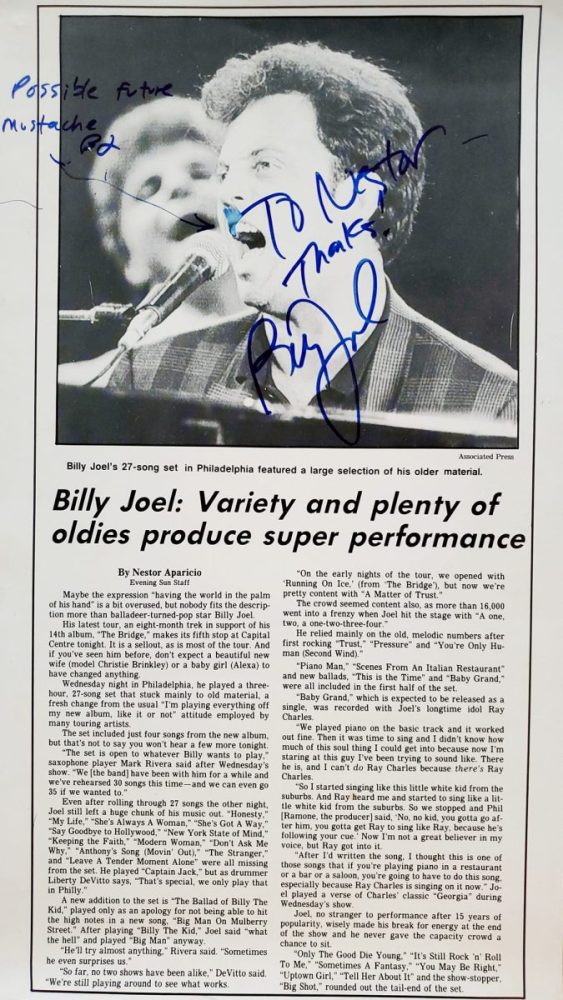 Possible Future
Mustache
To Nestor
Thanks!
Billy Joel
Associated Press
Billy Joel's 27-song set in Philadelphia featured a large selection of his older material.
Billy Joel: Variety and plenty of
oldies produce super performance
By Nestor Aparicio
Evening Sun Staff
Maybe the expression "having the world in the palm
of his hand" is a bit overused, but nobody fits the descrip-
tion more than balladeer-turned-pop star Billy Joel.
His latest tour, an eight-month trek in support of his
14th album, "The Bridge," makes its fifth stop at Capital
Centre tonight. It is a sellout, as is most of the tour. And
if you've seen him before, don't expect a beautiful new
wife (model Christie Brinkley) or a baby girl (Alexa) to
have changed anything.
Wednesday night in Philadelphia, he played a three-
hour, 27-song set that stuck mainly to old material, a
fresh change from the usual "I'm playing everything off
my new album, like it or not" attitude employed by
many touring artists.
The set included just four songs from the new album,
but that's not to say you won't hear a few more tonight.
"The set is open to whatever Billy wants to play,"
saxophone player Mark Rivera said after Wednesday's
show. "We [the band] have been with him for a while and
we've rehearsed 30 songs this time—and we can even go
35 if we wanted to."
Even after rolling through 27 songs the other night,
Joel still left a huge chunk of his music out. "Honesty,"
"My Life," "She's Always A Woman," "She's Got A Way,"
"Say Goodbye to Hollywood," "New York State of Mind,"
"Keeping the Faith," "Modern Woman," "Don't Ask Me
Why," "Anthony's Song (Movin' Out)," "The Stranger,"
and "Leave A Tender Moment Alone" were all missing
from the set. He played "Captain Jack," but as drummer
Liberty DeVitto says, "That's special, we only play that
in Philly."
A new addition to the set is "The Ballad of Billy The
Kid," played only as an apology for not being able to hit
the high notes in a new song, "Big Man On Mulberry
Street." After playing "Billy The Kid," Joel said "what
the hell" and played "Big Man" anyway.
"He'll try almost anything," Rivera said. "Sometimes
he even surprises us."
"So far, no two shows have been alike," DeVitto said.
"We're still playing around to see what works.
"On the early nights of the tour, we opened with
'Running On Ice,' (from 'The Bridge'), but now we're
pretty content with "A Matter of Trust."
The crowd seemed content also, as more than 16,000
went into a frenzy when Joel hit the stage with "A one,
two, a one-two-three-four."
He relied mainly on the old, melodic numbers after
first rocking "Trust," "Pressure" and "You're Only Hu-
man (Second Wind)."
"Piano Man," "Scenes From An Italian Restaurant"
and new ballads, "This is the Time" and "Baby Grand,"
were all included in the first half of the set.
"Baby Grand," which is expected to be released as a
single, was recorded with Joel's longtime idol Ray
Charles.
"We played piano on the basic track and it worked
out fine. Then it was time to sing and I didn't know how
much of this soul thing I could get into because now I'm
staring at this guy I've been trying to sound like. There
he is, and I can't do Ray Charles because there's Ray
Charles.
"So I started singing like this little white kid from the
suburbs. And Ray heard me and started to sing like a lit-
tle white kid from the suburbs. So we stopped and Phil
[Ramone, the producer] said, 'No, no kid, you gotta go af-
ter him, you gotta get Ray to sing like Ray, because he's
following your cue.' Now I'm not a great believer in my
voice, but Ray got into it.
"After I'd written the song, I thought this is one of
those songs that if you're playing piano in a restaurant
or a bar or a saloon, you're going to have to do this song,
especially because Ray Charles is singing on it now." Jo-
el played a verse of Charles' classic "Georgia" during
Wednesday's show.
Joel, no stranger to performance after 15 years of
popularity, wisely made his break for energy at the end
of the show and he never gave the capacity crowd a
chance to sit.
"Only The Good Die Young," "It's Still Rock 'n' Roll
To Me," "Sometimes A Fantasy," "You May Be Right,"
"Uptown Girl," "Tell Her About It" and the show-stopper,
"Big Shot," rounded out the tail-end of the set.